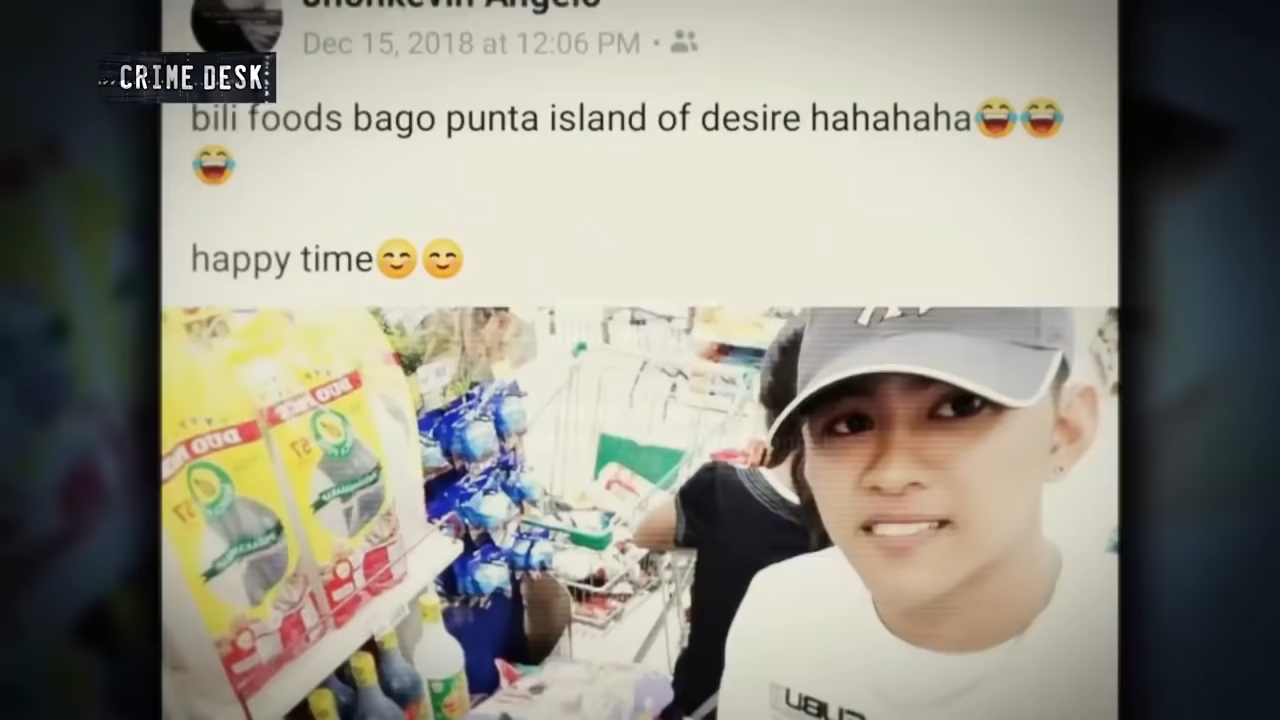 Dec 15, 2018 at 12:06 PM
CRIME DESK
bili foods bago punta island of desire hahahaha😂😂
😂
happy time😊😊
DUO